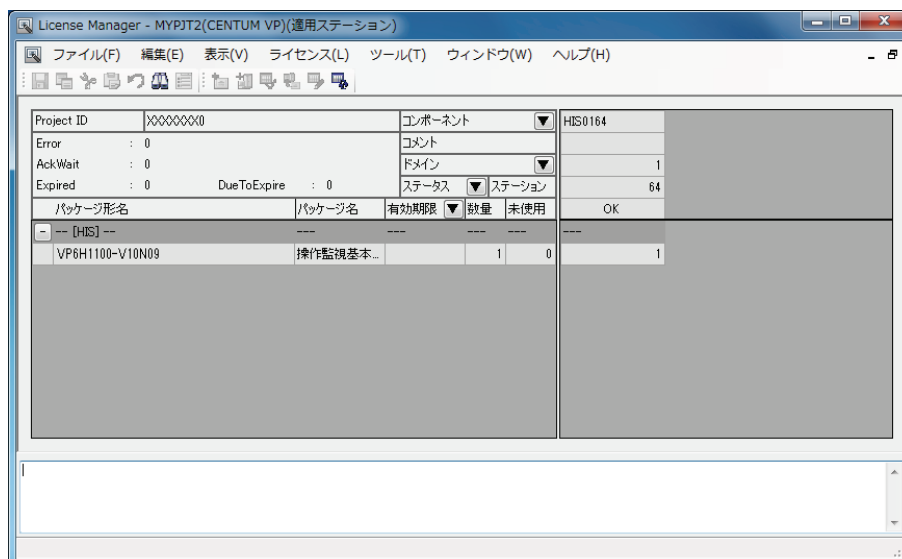 License Manager - MYPJT2(CENTUM VP)(適用ステーション)
ファイル(F) 編集(E) 表示(V) ライセンス(L) ツール(T) ウィンドウ(W) ヘルプ(H)
Project ID XXXXXXXX0 コンポーネント HIS0164
Error : 0 コメント
AckWait : 0 ドメイン 1
Expired : 0 DueToExpire : 0 ステータス ステーション 64
パッケージ形名 パッケージ名 有効期限 数量 未使用 OK
- -- [HIS] -- --- --- --- --- ---
VP6H1100-V10N09 操作監視基本... 1 0 1